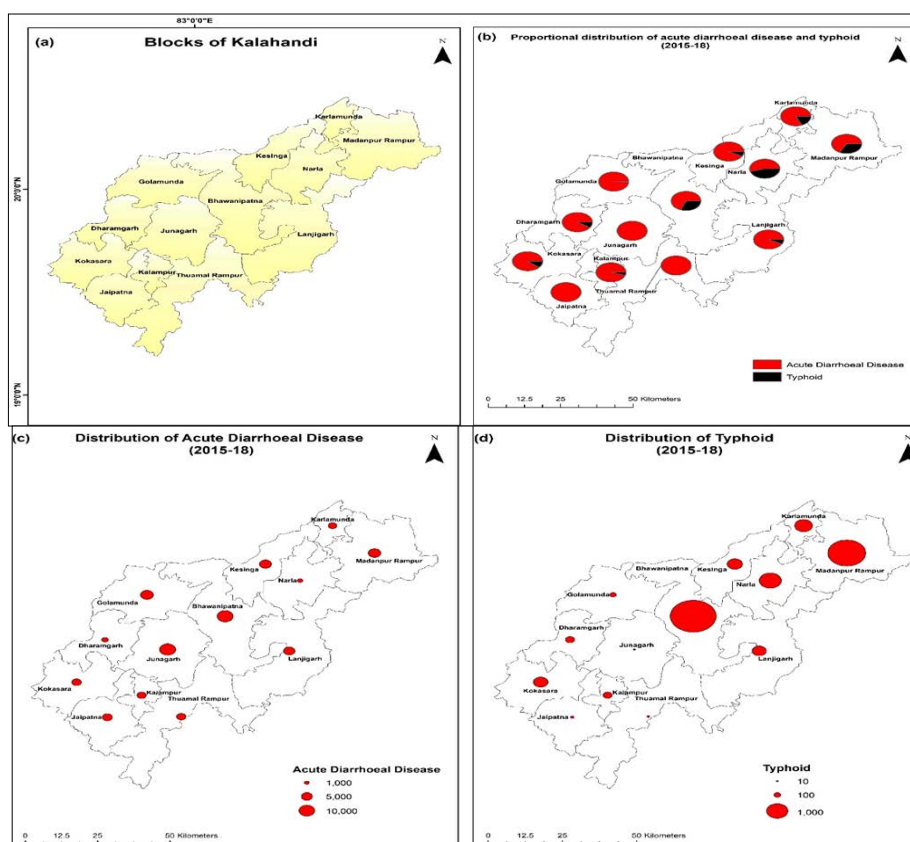 83°0'0"E
(a)
Blocks of Kalahandi
N
Karlamunda
Madanpur Rampur
Kesinga
Narla
Golamunda
20°0'0"N
Bhawanipatna
Dharamgarh
Junagarh
Lanjigarh
Kokasara
Kalampur
Thuamal Rampur
Jaipatna
(b)
Proportional distribution of acute diarrhoeal disease and typhoid
(2015-18)
N
Karlamunda
Madanpur Rampur
Bhawanipatna
Kesinga
Narla
Golamunda
Dharamgarh
Lanjigarh
Junagarh
Kokasara
Kalampur
Thuamal Rampur
Jaipatna
Acute Diarrhoeal Disease
Typhoid
0 12.5 25 50 Kilometers
(c)
Distribution of Acute Diarrhoeal Disease
(2015-18)
N
Karlamunda
Kesinga
Madanpur Rampur
Narla
Golamunda
Bhawanipatna
Dharamgarh
Junagarh
Lanjigarh
Kokasara
Kalampur
Thuamal Rampur
Jaipatna
Acute Diarrhoeal Disease
1,000
5,000
10,000
0 12.5 25 50 Kilometers
(d)
Distribution of Typhoid
(2015-18)
N
Karlamunda
Bhawanipatna
Kesinga
Madanpur Rampur
Narla
Golamunda
Dharamgarh
Junagarh
Lanjigarh
Kokasara
Kalampur
Thuamal Rampur
Jaipatna
Typhoid
10
100
1,000
0 12.5 25 50 Kilometers